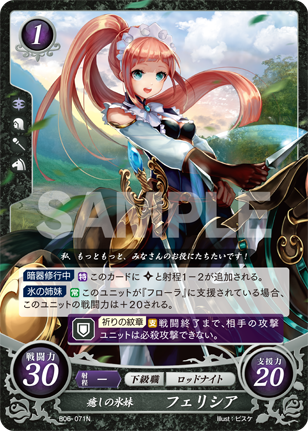 1
SAMPLE
私、もっともっと、みなさんのお役にたちたいです！
暗器修行中 特 このカードに と射程１－２が追加される。
氷の姉妹 常 このユニットが『フローラ』に支援されている場合、
このユニットの戦闘力は＋20される。
祈りの紋章 支 戦闘終了まで、相手の攻撃
ユニットは必殺攻撃できない。
戦闘力 30
射程 － 下級職 ロッドナイト
支援力 20
癒しの氷妹 フェリシア
B06-071N
Illust：ピスケ